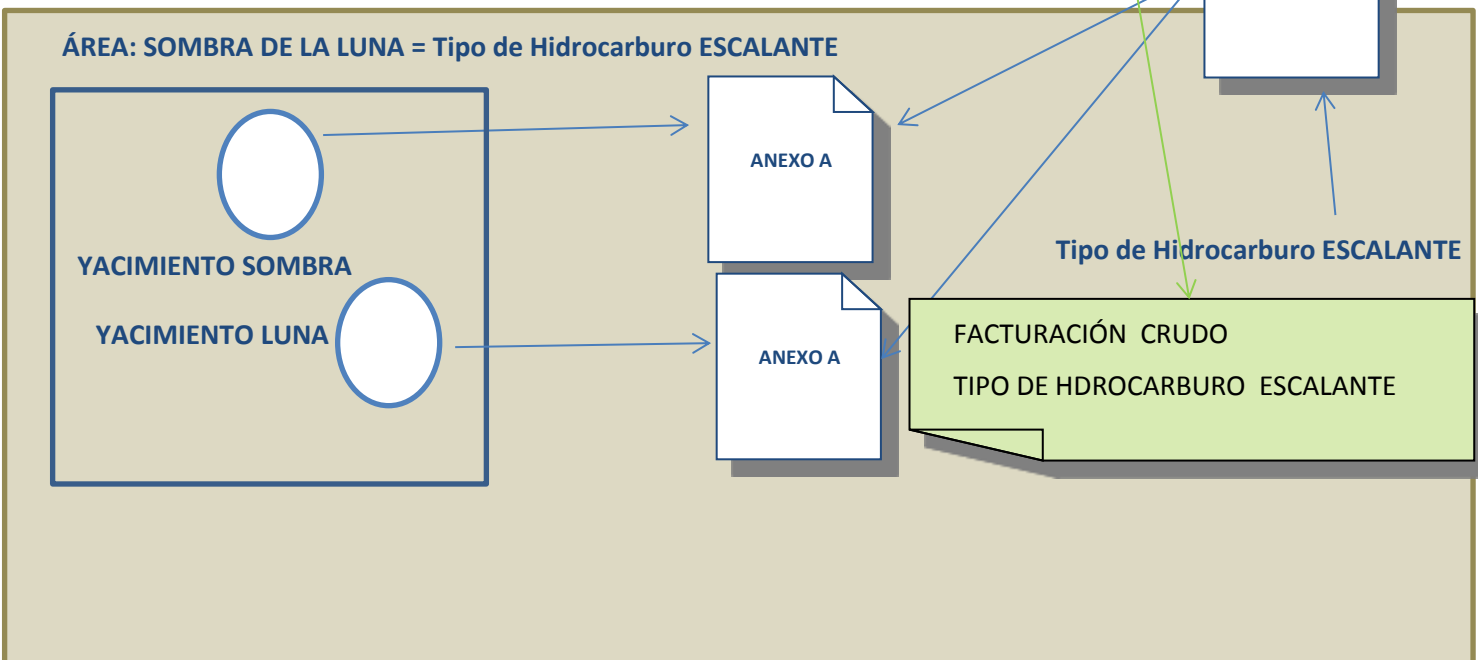 ÁREA: SOMBRA DE LA LUNA = Tipo de Hidrocarburo ESCALANTE
ANEXO A
YACIMIENTO SOMBRA
Tipo de Hidrocarburo ESCALANTE
YACIMIENTO LUNA
ANEXO A
FACTURACIÓN CRUDO
TIPO DE HDROCARBURO ESCALANTE